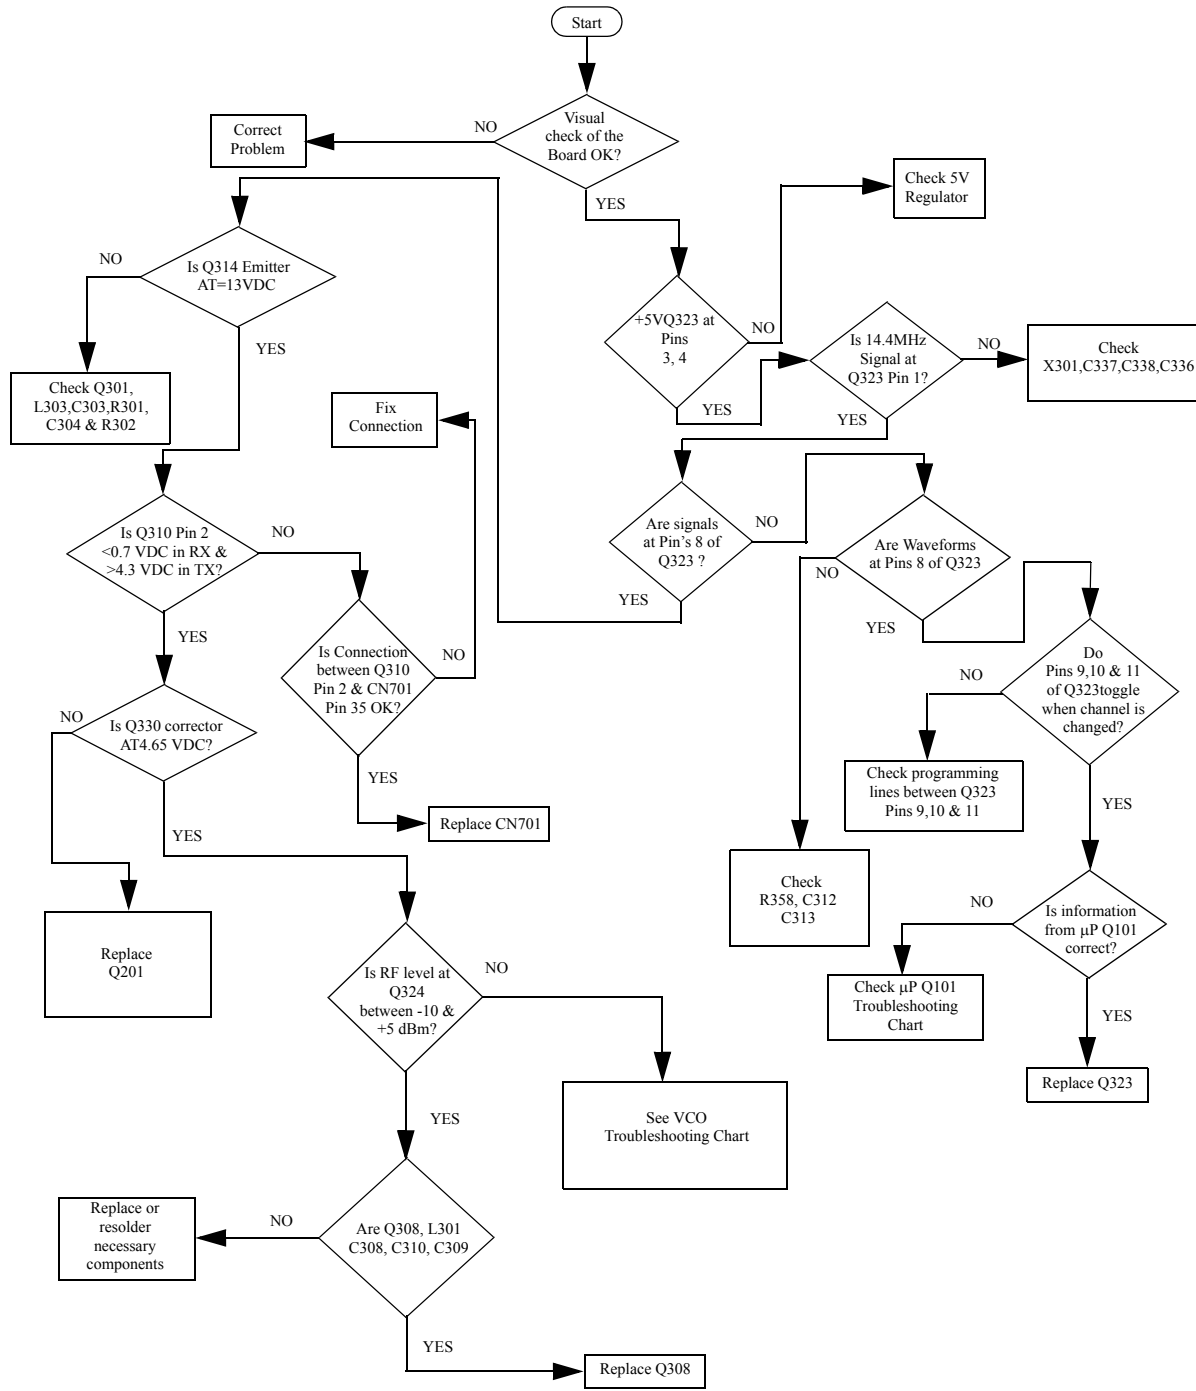 Start
Visual
check of the
Board OK?
NO
Correct
Problem
YES
Check 5V
Regulator
Is Q314 Emitter
AT=13VDC
NO
YES
+5VQ323 at
Pins
3, 4
NO
YES
Is 14.4MHz
Signal at
Q323 Pin 1?
NO
Check
X301,C337,C338,C336
YES
Check Q301,
L303,C303,R301,
C304 & R302
Fix
Connection
Is Q310 Pin 2
<0.7 VDC in RX &
>4.3 VDC in TX?
NO
YES
Are signals
at Pin's 8 of
Q323 ?
NO
YES
Are Waveforms
at Pins 8 of Q323
NO
YES
Is Connection
between Q310
Pin 2 & CN701
Pin 35 OK?
NO
YES
Do
Pins 9,10 & 11
of Q323toggle
when channel is
changed?
NO
YES
Is Q330 corrector
AT4.65 VDC?
NO
YES
Replace CN701
Check programming
lines between Q323
Pins 9,10 & 11
Check
R358, C312
C313
Is information
from µP Q101
correct?
NO
YES
Replace
Q201
Is RF level at
Q324
between -10 &
+5 dBm?
NO
YES
Check µP Q101
Troubleshooting
Chart
Replace Q323
See VCO
Troubleshooting Chart
Are Q308, L301
C308, C310, C309
NO
Replace or
resolder
necessary
components
YES
Replace Q308